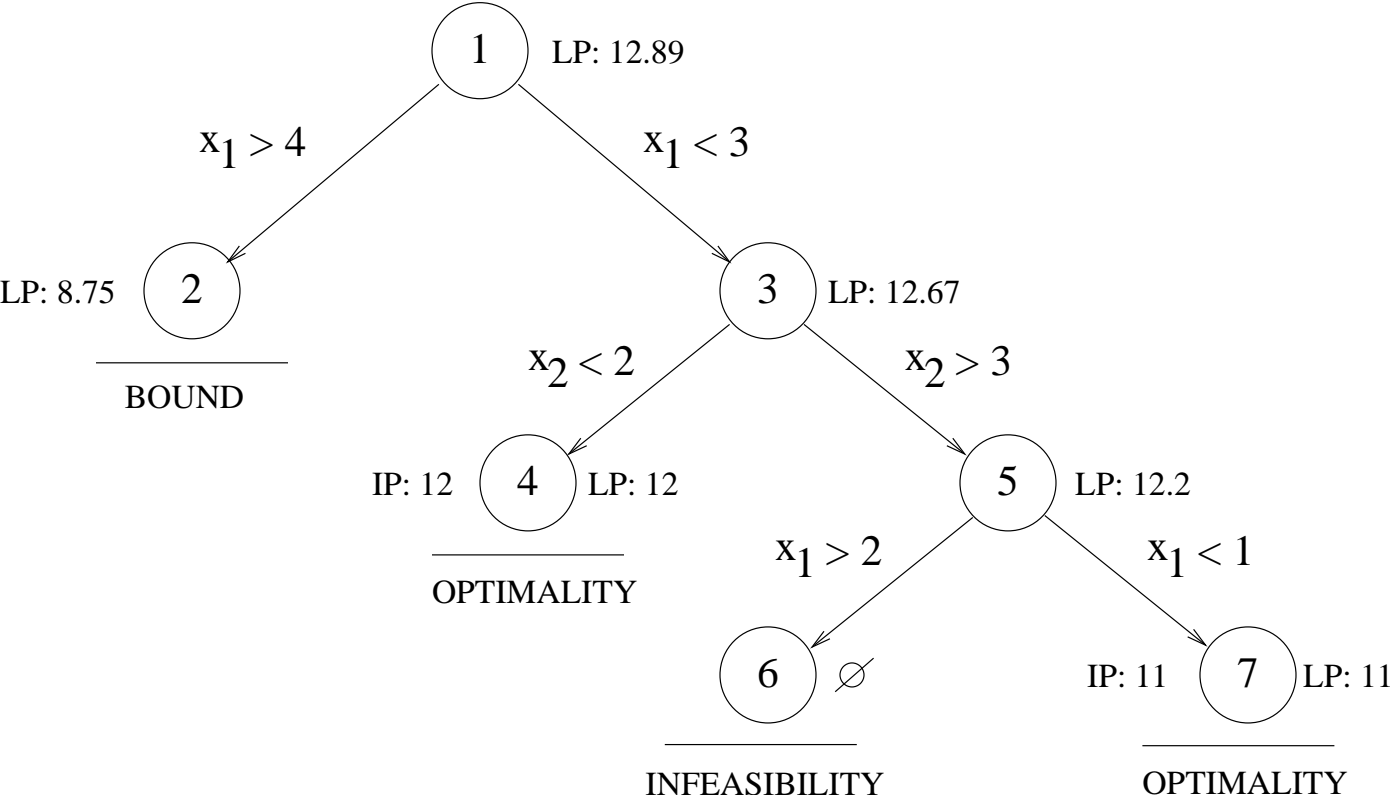 1 LP: 12.89
x1 > 4
x1 < 3
LP: 8.75 2
3 LP: 12.67
BOUND
x2 < 2
x2 > 3
IP: 12 4 LP: 12
5 LP: 12.2
OPTIMALITY
x1 > 2
x1 < 1
6 ∅
IP: 11 7 LP: 11
INFEASIBILITY
OPTIMALITY